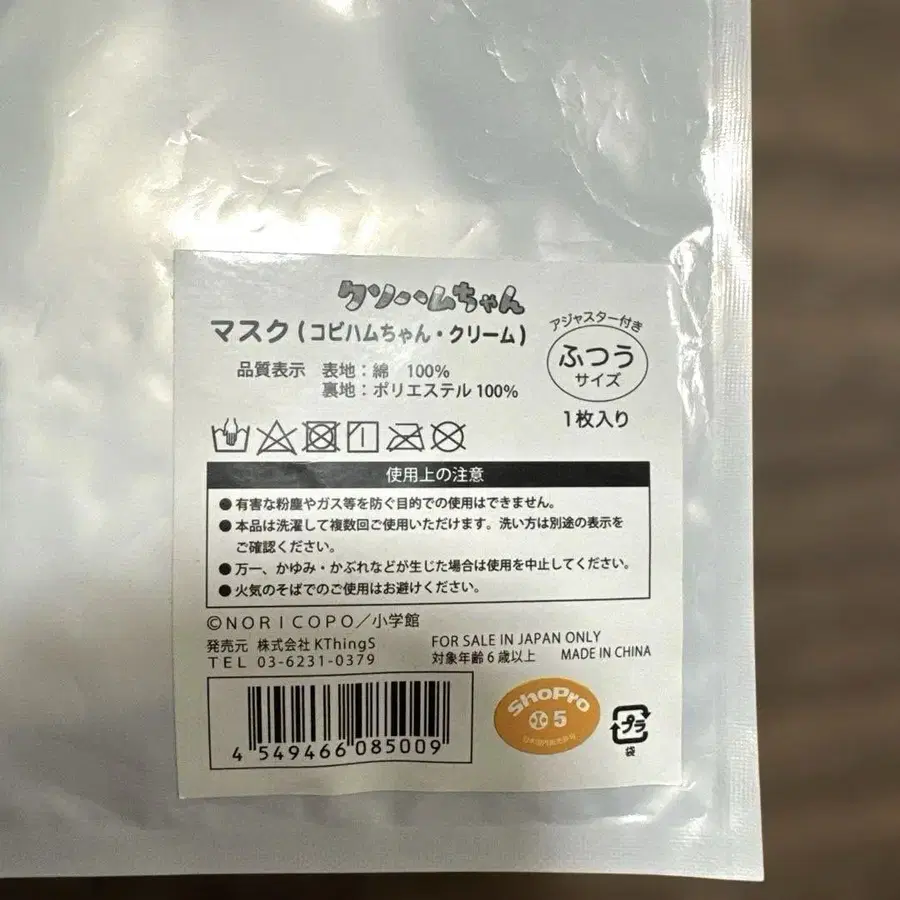 クソハムちゃん
マスク(コビハムちゃん・クリーム)
アジャスター付き
ふつう
サイズ
1枚入り
品質表示 表地：綿 100%
裏地：ポリエステル100%
使用上の注意
●有害な粉塵やガス等を防ぐ目的での使用はできません。
●本品は洗濯して複数回ご使用いただけます。洗い方は別途の表示を
ご確認ください。
●万一、かゆみ・かぶれなどが生じた場合は使用を中止してください。
●火気のそばでのご使用はお避けください。
©NORICOPO／小学館
発売元 株式会社KThingS
TEL 03-6231-0379
FOR SALE IN JAPAN ONLY
対象年齢6歳以上 MADE IN CHINA
4 549466 085009
ShoPro
5
プラ
袋